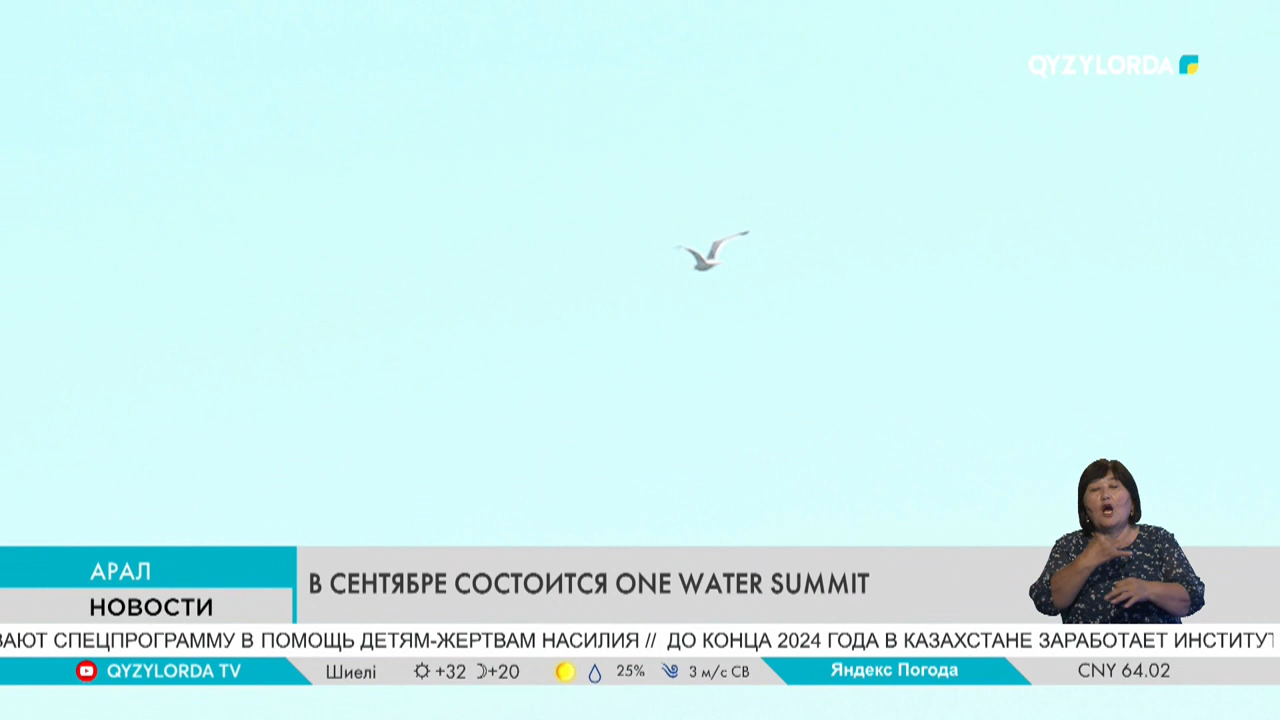 QYZYLORDA
АРАЛ
НОВОСТИ
В СЕНТЯБРЕ СОСТОИТСЯ ONE WATER SUMMIT
ВАЮТ СПЕЦПРОГРАММУ В ПОМОЩЬ ДЕТЯМ-ЖЕРТВАМ НАСИЛИЯ // ДО КОНЦА 2024 ГОДА В КАЗАХСТАНЕ ЗАРАБОТАЕТ ИНСТИТУТ
QYZYLORDA TV Шиелі +32 +20 25% 3 м/с СВ Яндекс Погода CNY 64.02